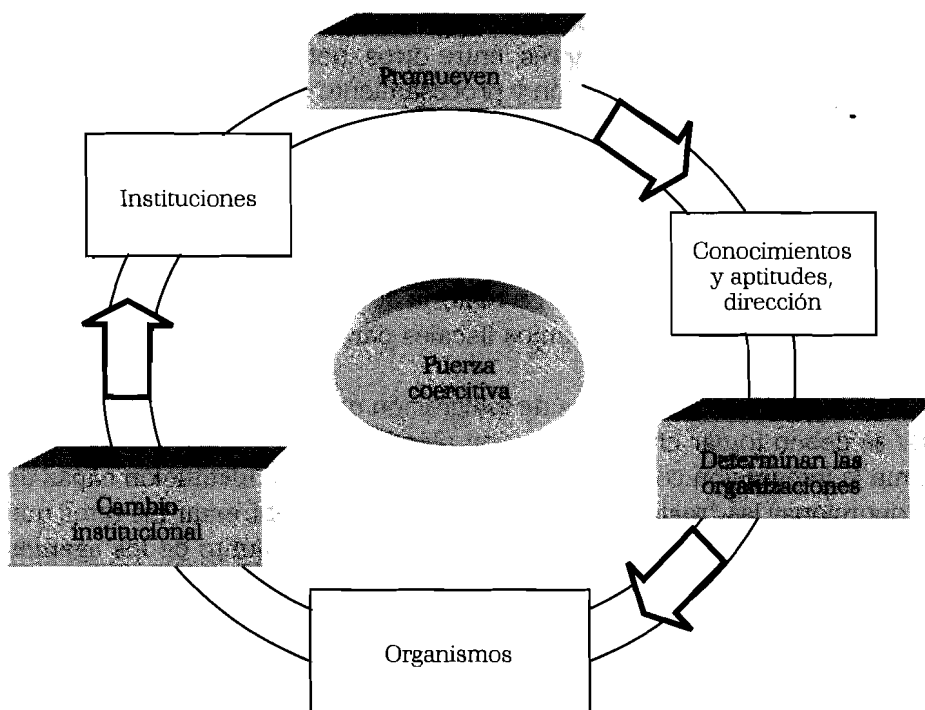 Promueven
Instituciones
Conocimientos
y aptitudes,
dirección
Fuerza
coercitiva
Determinan las
organizaciones
Cambio
institucional
Organismos